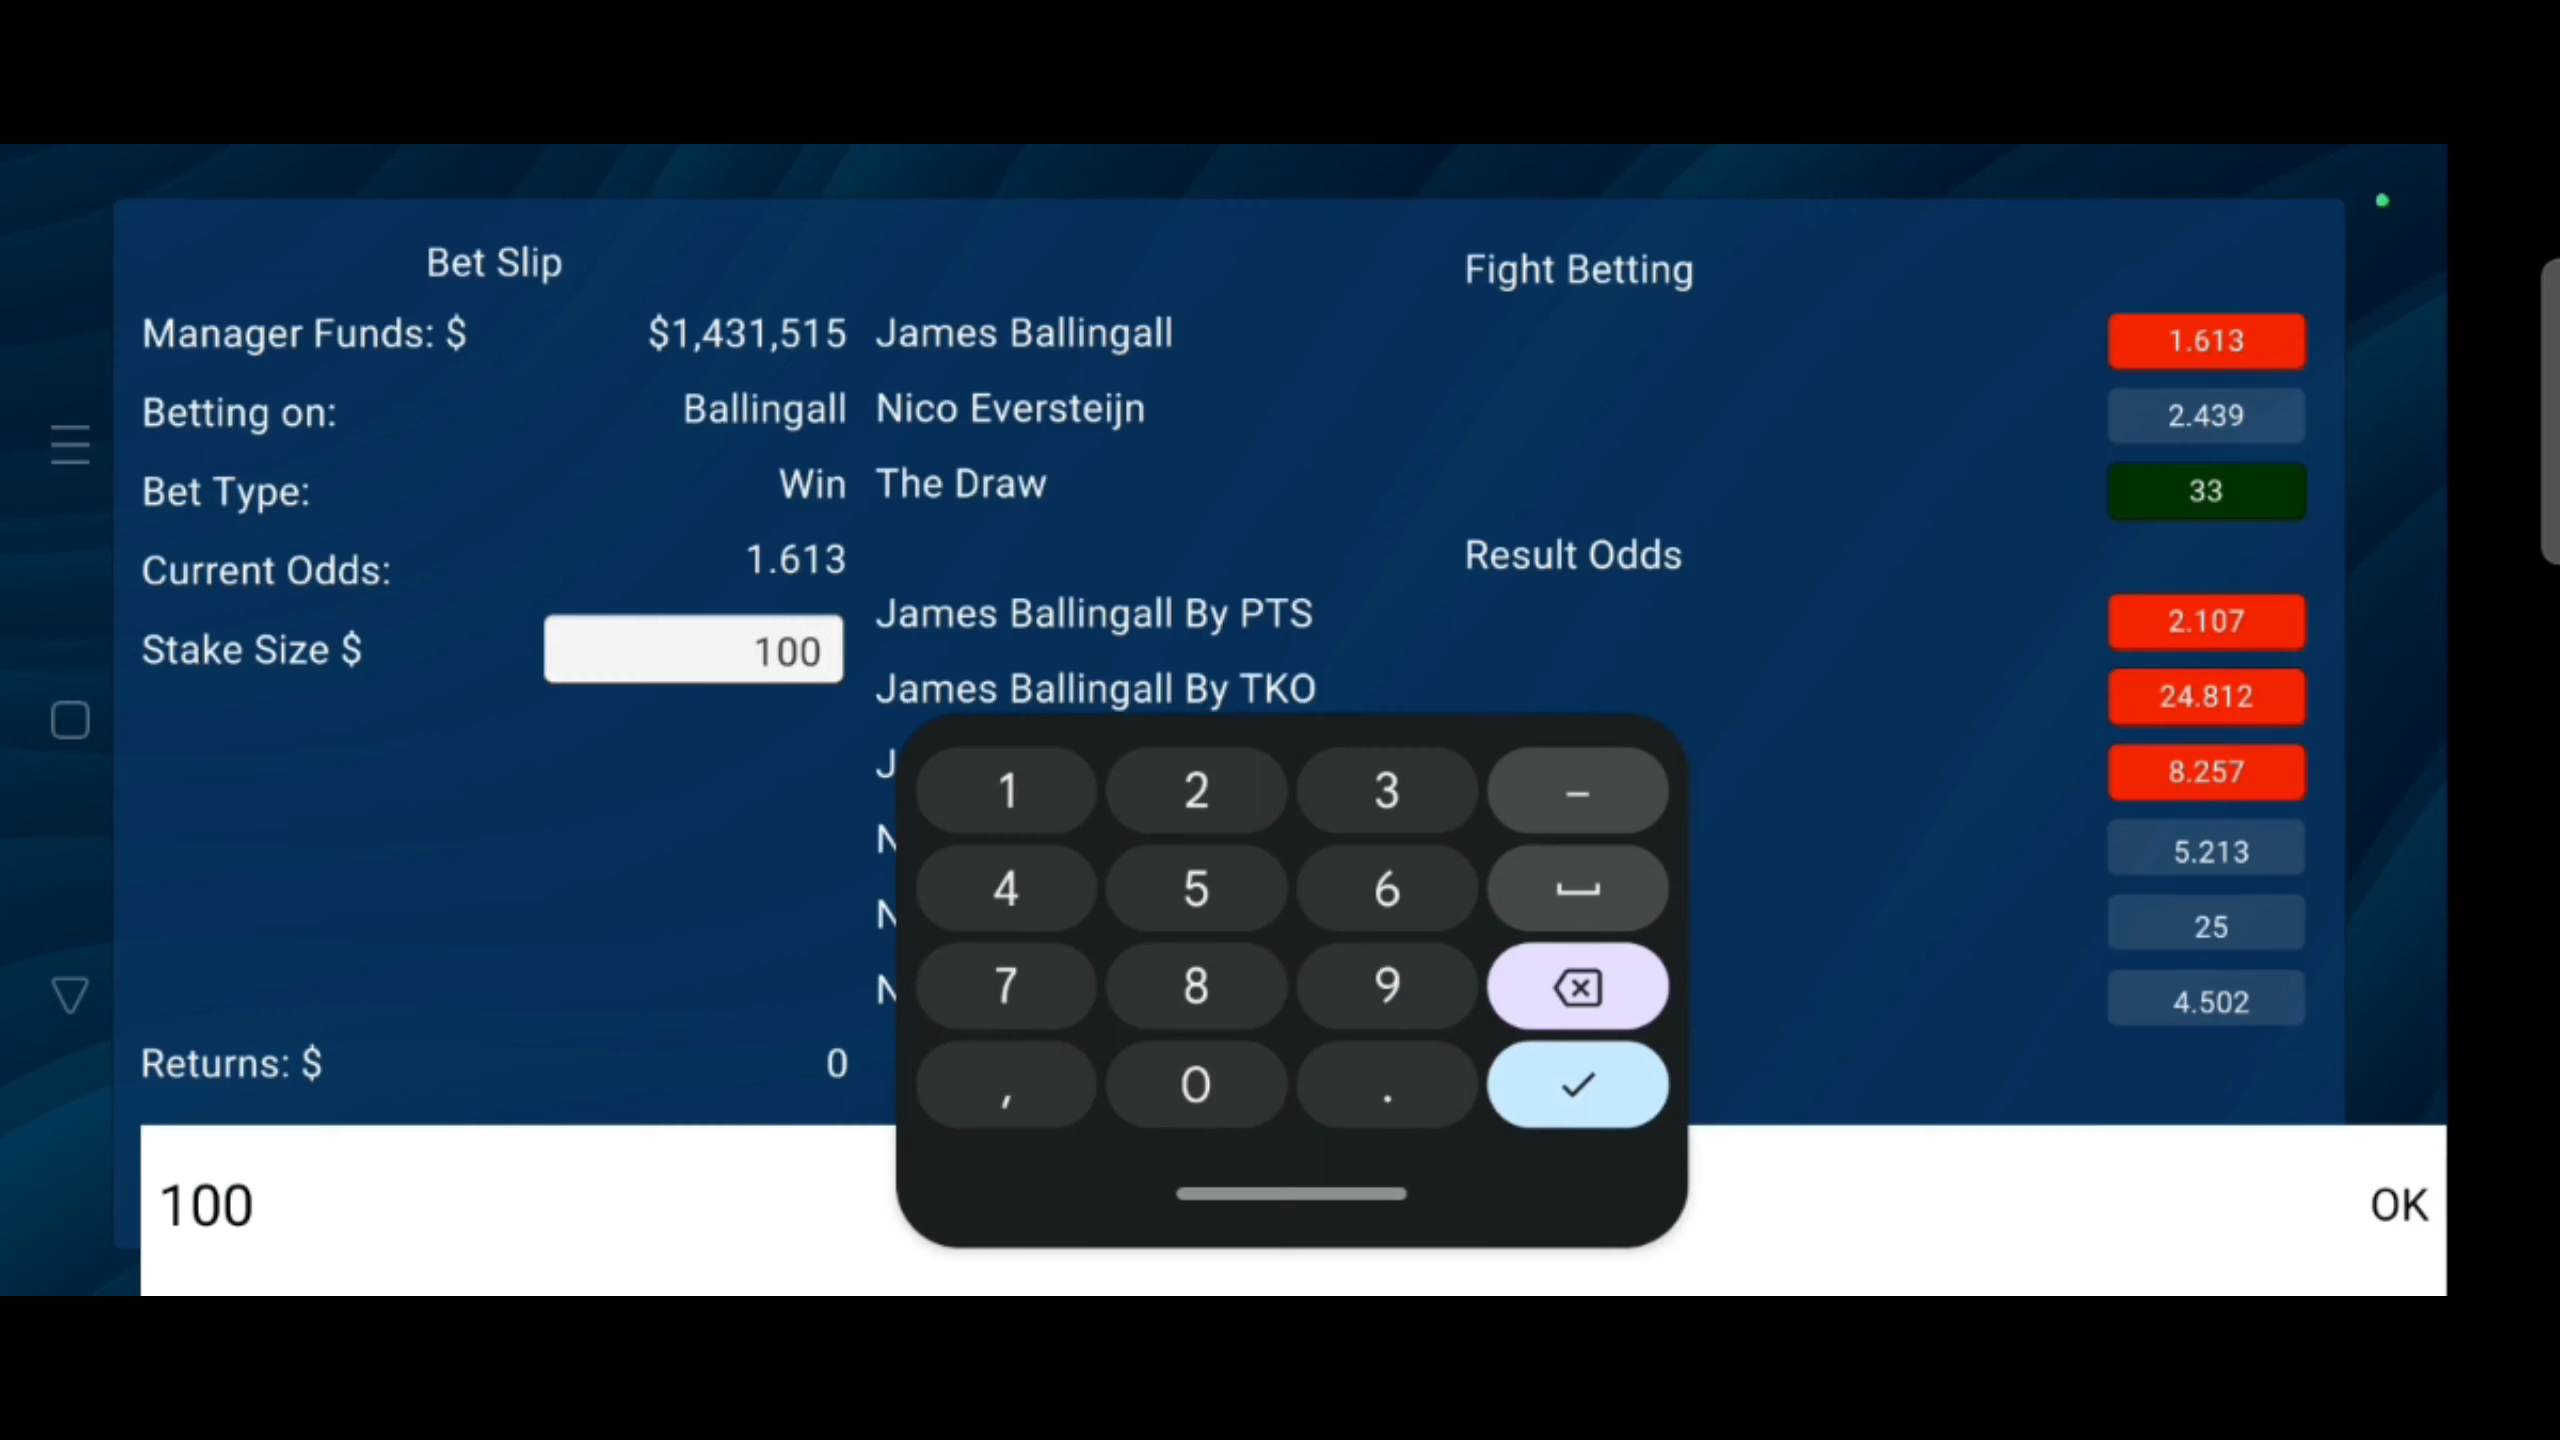 Bet Slip
Manager Funds: $ $1,431,515
Betting on: Ballingall
Bet Type: Win
Current Odds: 1.613
Stake Size $ 100
Returns: $ 0
Fight Betting
James Ballingall 1.613
Nico Eversteijn 2.439
The Draw 33
Result Odds
James Ballingall By PTS 2.107
James Ballingall By TKO 24.812
J 8.257
N 5.213
N 25
N 4.502
1 2 3 –
4 5 6
7 8 9
, 0 .
100 OK